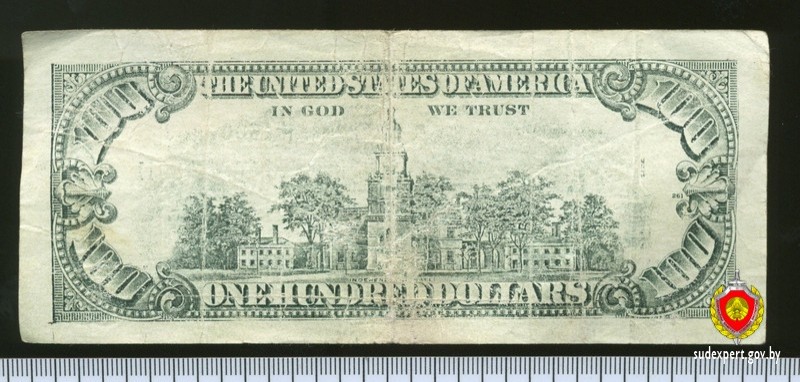 100 100
THE UNITED STATES OF AMERICA
IN GOD WE TRUST
261
100 100
ONE HUNDRED DOLLARS
sudexpert.gov.by